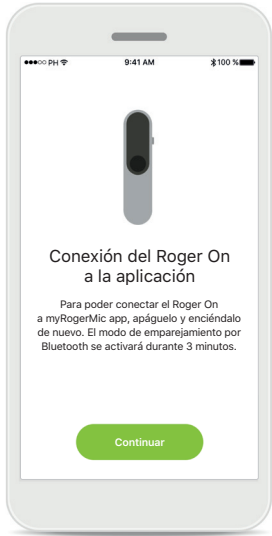 ●●●○○ PH 9:41 AM 100 %
Conexión del Roger On
a la aplicación
Para poder conectar el Roger On
a myRogerMic app, apáguelo y enciéndalo
de nuevo. El modo de emparejamiento por
Bluetooth se activará durante 3 minutos.
Continuar